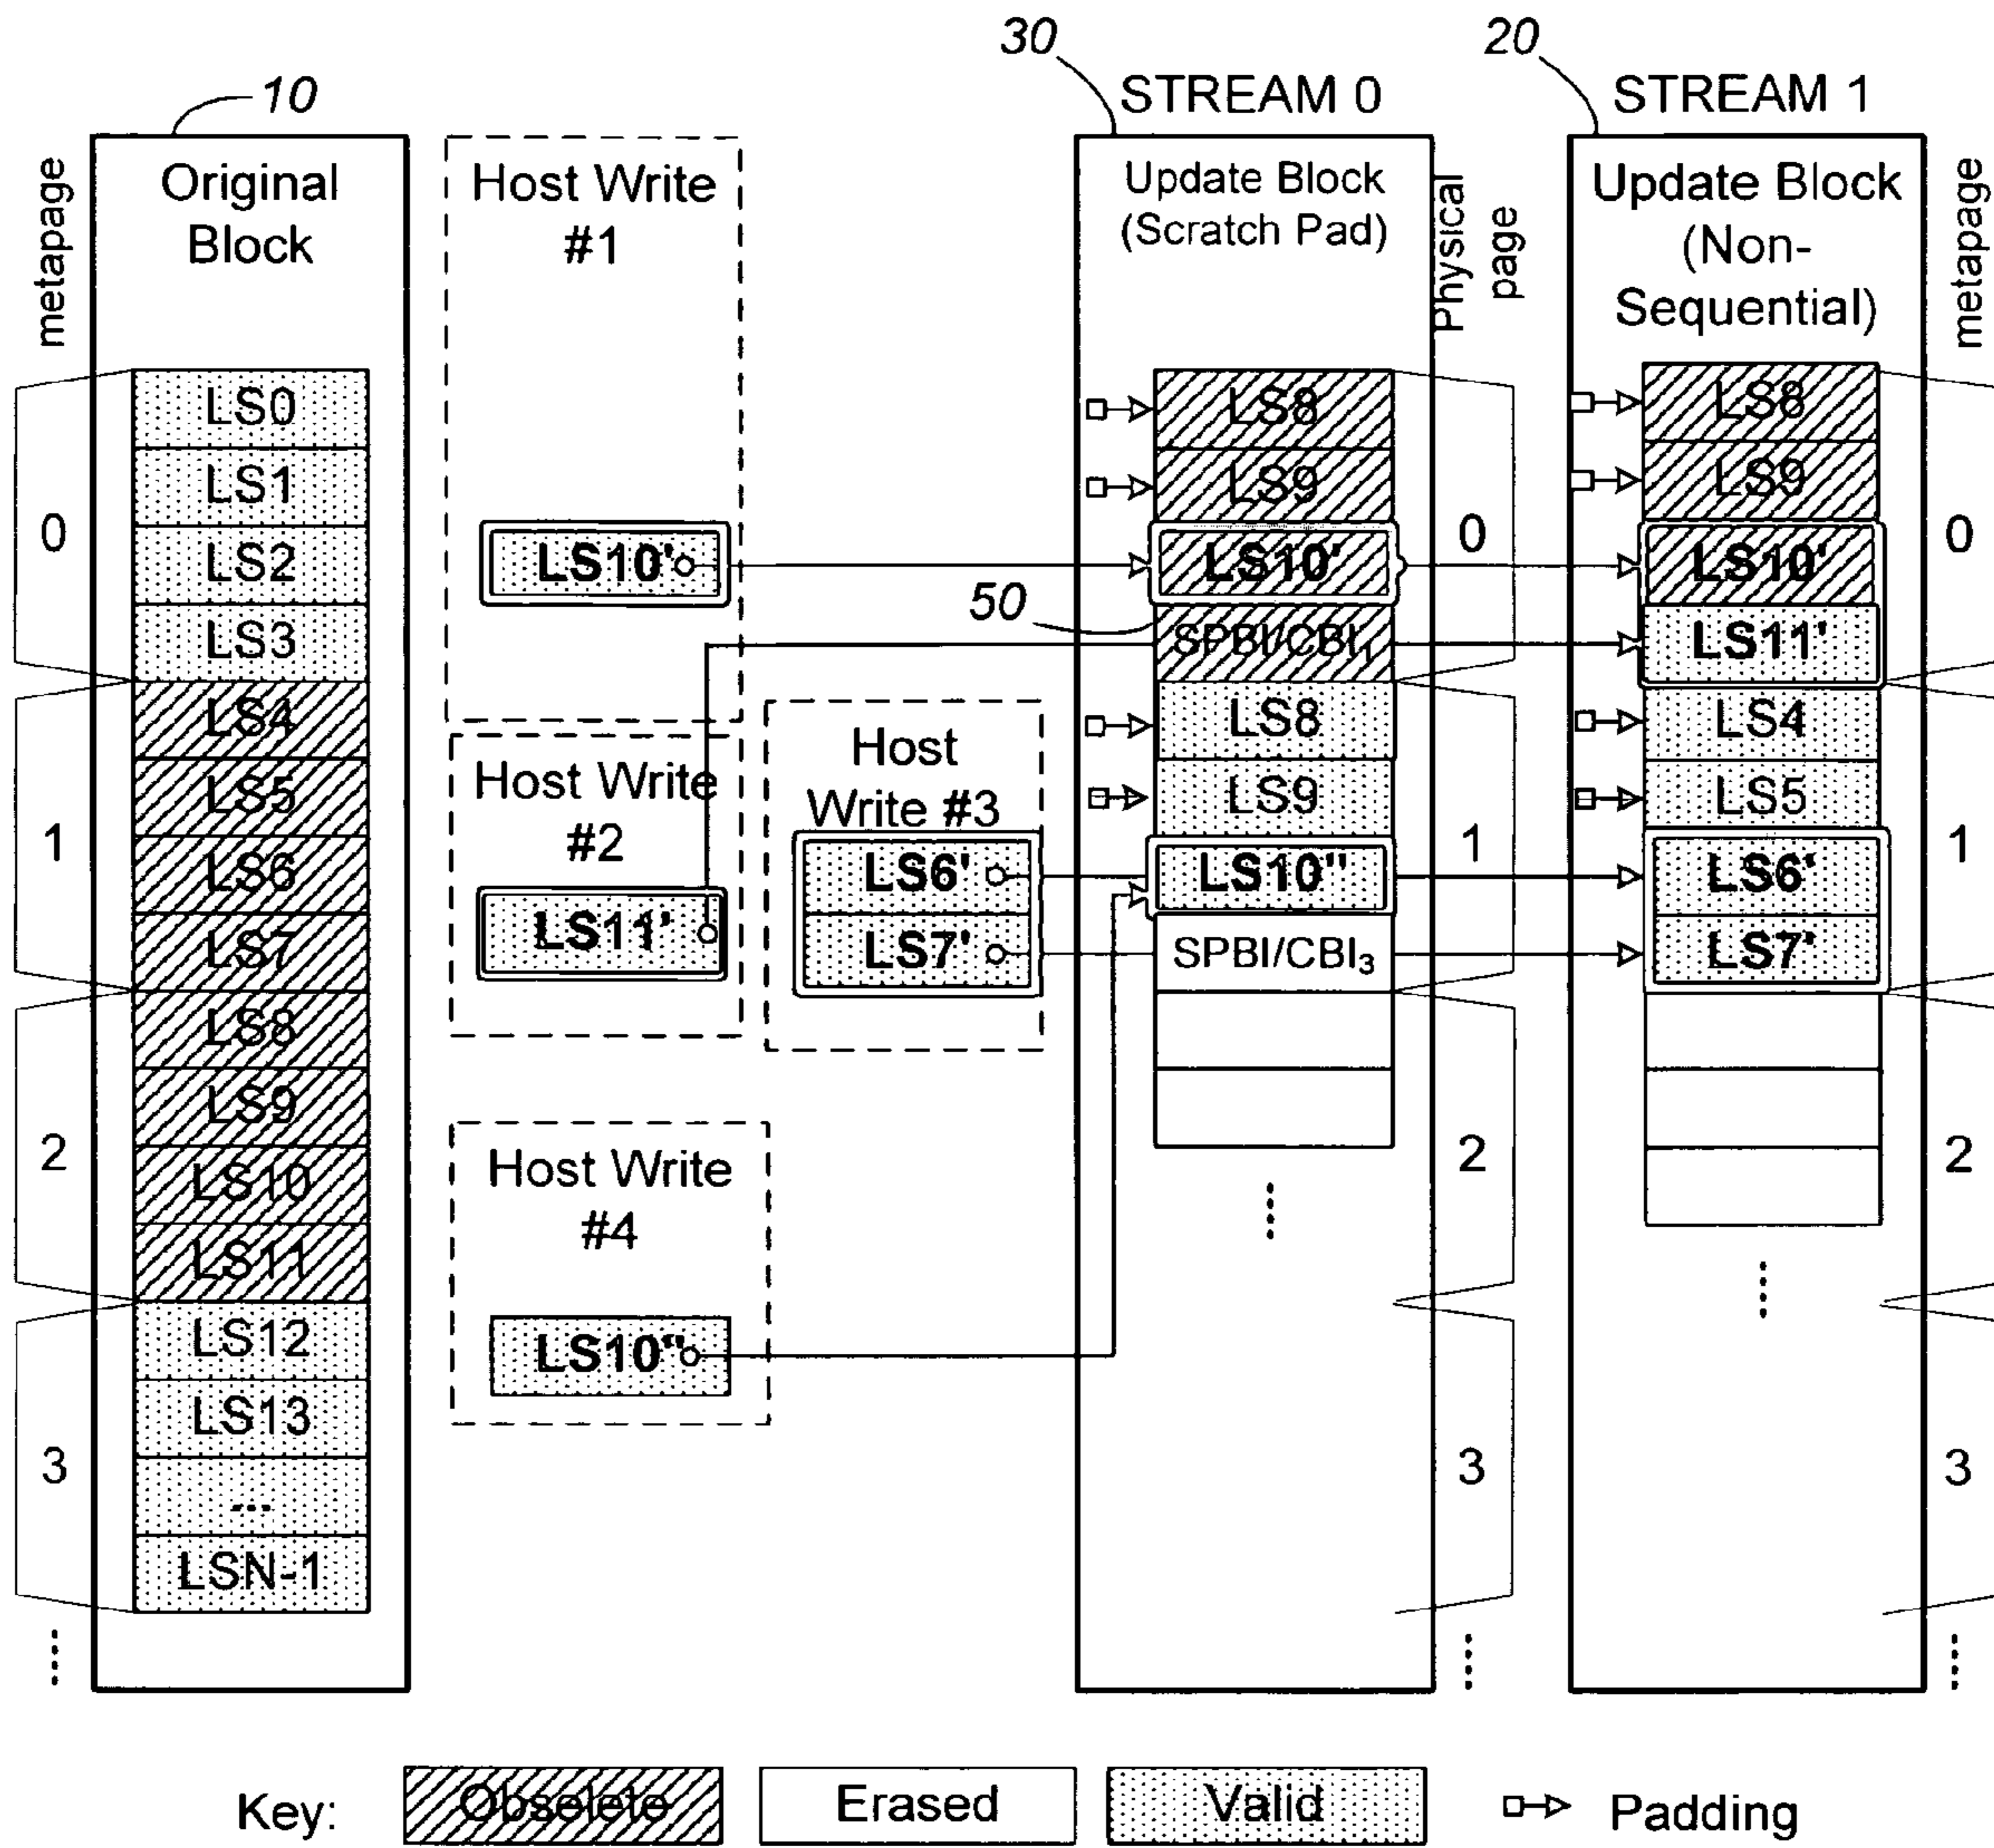 30
20
10
STREAM 0
STREAM 1
metapage
Original
Block
Host Write
#1
Update Block
(Scratch Pad)
Physical
page
Update Block
(Non-
Sequential)
metapage
0
LS0
LS1
LS2
LS3
1
LS4
LS5
LS6
LS7
2
LS8
LS9
LS10
LS11
3
LS12
LS13
...
LSN-1
....
LS10'
Host Write
#2
LS11'
Host
Write #3
LS6'
LS7'
Host Write
#4
LS10"
50
LS8
LS9
LS10'
SPBI/CBI₁
LS8
LS9
LS10"
SPBI/CBI₃
....
0
1
2
3
....
LS8
LS9
LS10'
LS11'
LS4
LS5
LS6'
LS7'
....
0
1
2
3
....
Key:
Obselete
Erased
Valid
Padding